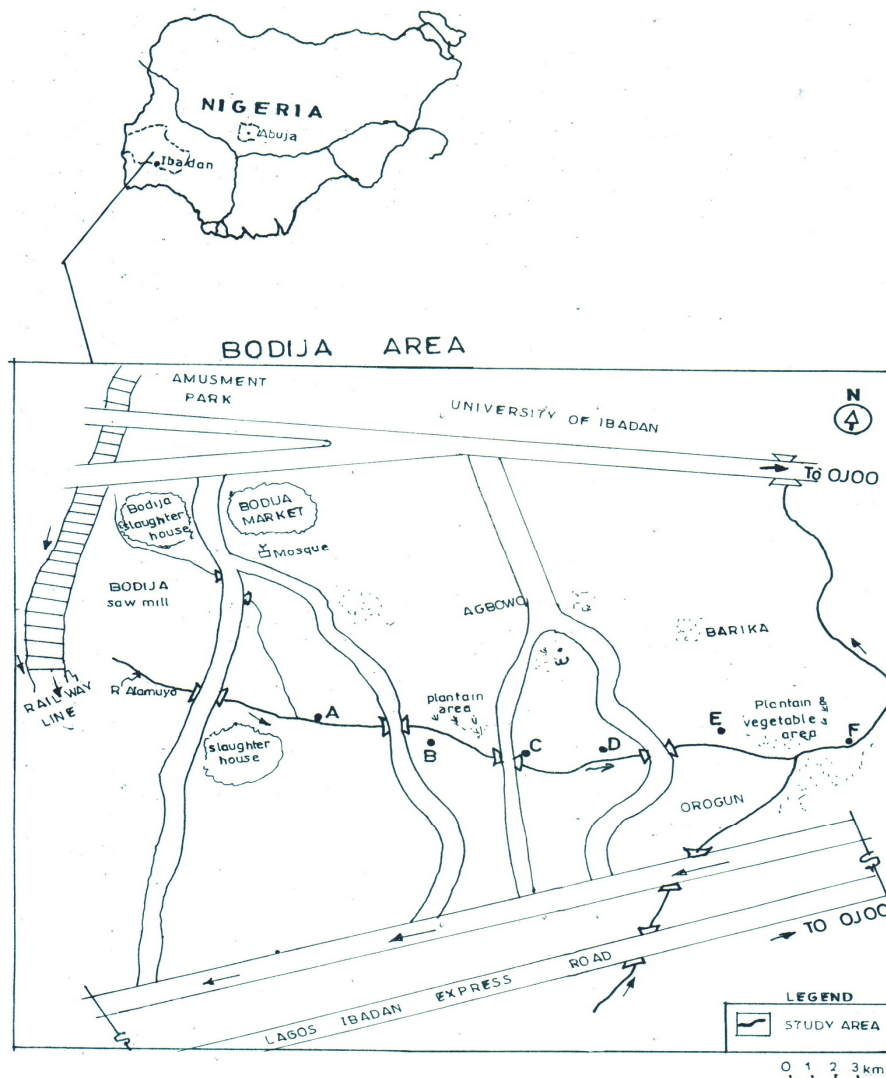 NIGERIA
Abuja
Ibadan
BODIJA AREA
AMUSMENT
PARK
UNIVERSITY OF IBADAN
N
TO OJOO
Bodija
slaughter
house
BODIJA
MARKET
Mosque
BODIJA
saw mill
AGBOWO
BARIKA
R Alamuyo
RAILWAY
LINE
A
plantain
area
B
C
D
E
Plantain &
vegetable
area
F
slaughter
house
OROGUN
TO OJOO
LAGOS IBADAN EXPRESS ROAD
LEGEND
STUDY AREA
0 1 2 3 km